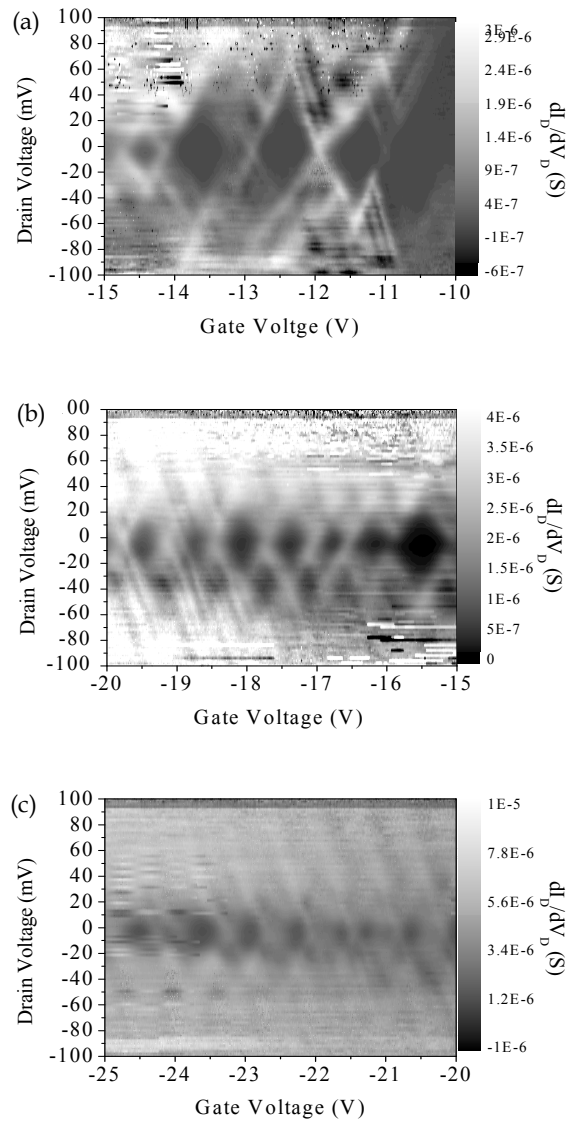 (a)
100
80
60
40
20
0
-20
-40
-60
-80
-100
Drain Voltage (mV)
-15 -14 -13 -12 -11 -10
Gate Voltge (V)
2.9E-6
2.4E-6
1.9E-6
1.4E-6
9E-7
4E-7
-1E-7
-6E-7
dI_D/dV_D (S)
(b)
00
80
60
40
20
0
-20
-40
-60
-80
-100
Drain Voltage (mV)
-20 -19 -18 -17 -16 -15
Gate Voltage (V)
4E-6
3.5E-6
3E-6
2.5E-6
2E-6
1.5E-6
1E-6
5E-7
0
dI_D/dV_D (S)
(c)
100
80
60
40
20
0
-20
-40
-60
-80
-100
Drain Voltage (mV)
-25 -24 -23 -22 -21 -20
Gate Voltage (V)
1E-5
7.8E-6
5.6E-6
3.4E-6
1.2E-6
-1E-6
dI_D/dV_D (S)